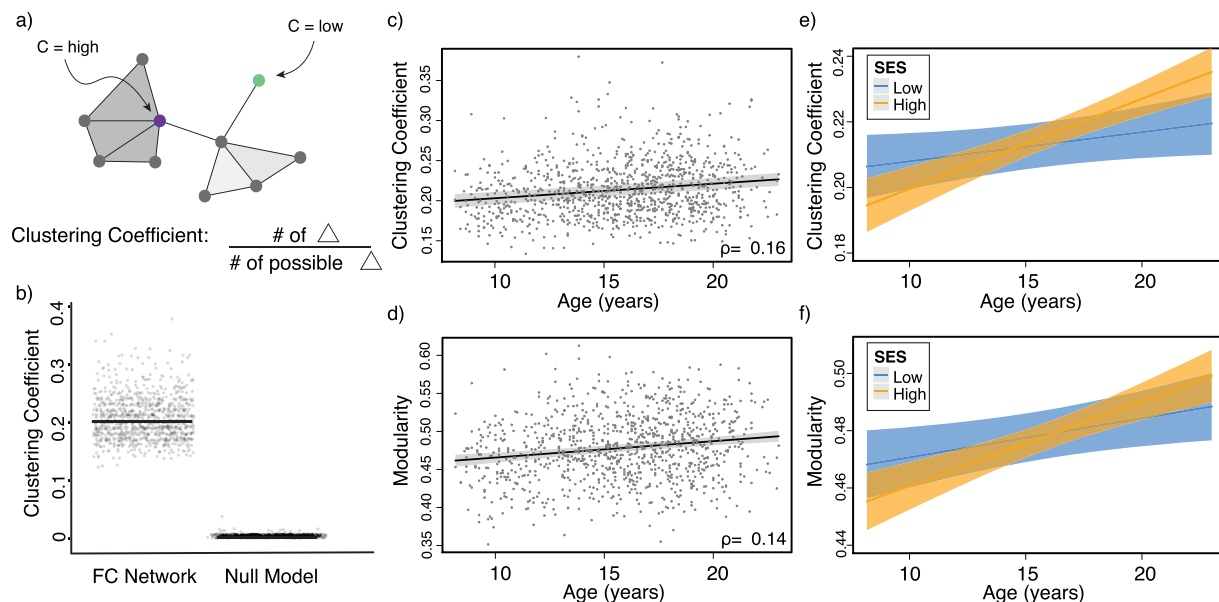 a)
C = high
C = low
Clustering Coefficient:
# of △
# of possible △
b)
Clustering Coefficient
0.4
0.3
0.2
0.1
0
FC Network
Null Model
c)
Clustering Coefficient
0.35
0.30
0.25
0.20
0.15
ρ= 0.16
10
15
20
Age (years)
d)
Modularity
0.60
0.55
0.50
0.45
0.40
0.35
ρ= 0.14
10
15
20
Age (years)
e)
Clustering Coefficient
0.24
0.22
0.20
0.18
SES
Low
High
10
15
20
Age (years)
f)
Modularity
0.50
0.48
0.46
0.44
SES
Low
High
10
15
20
Age (years)